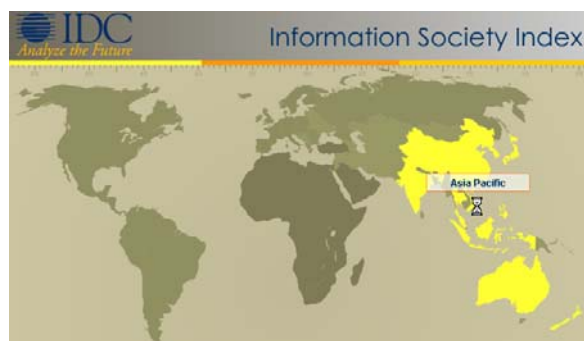 IDC
Analyze the Future
Information Society Index
Asia Pacific